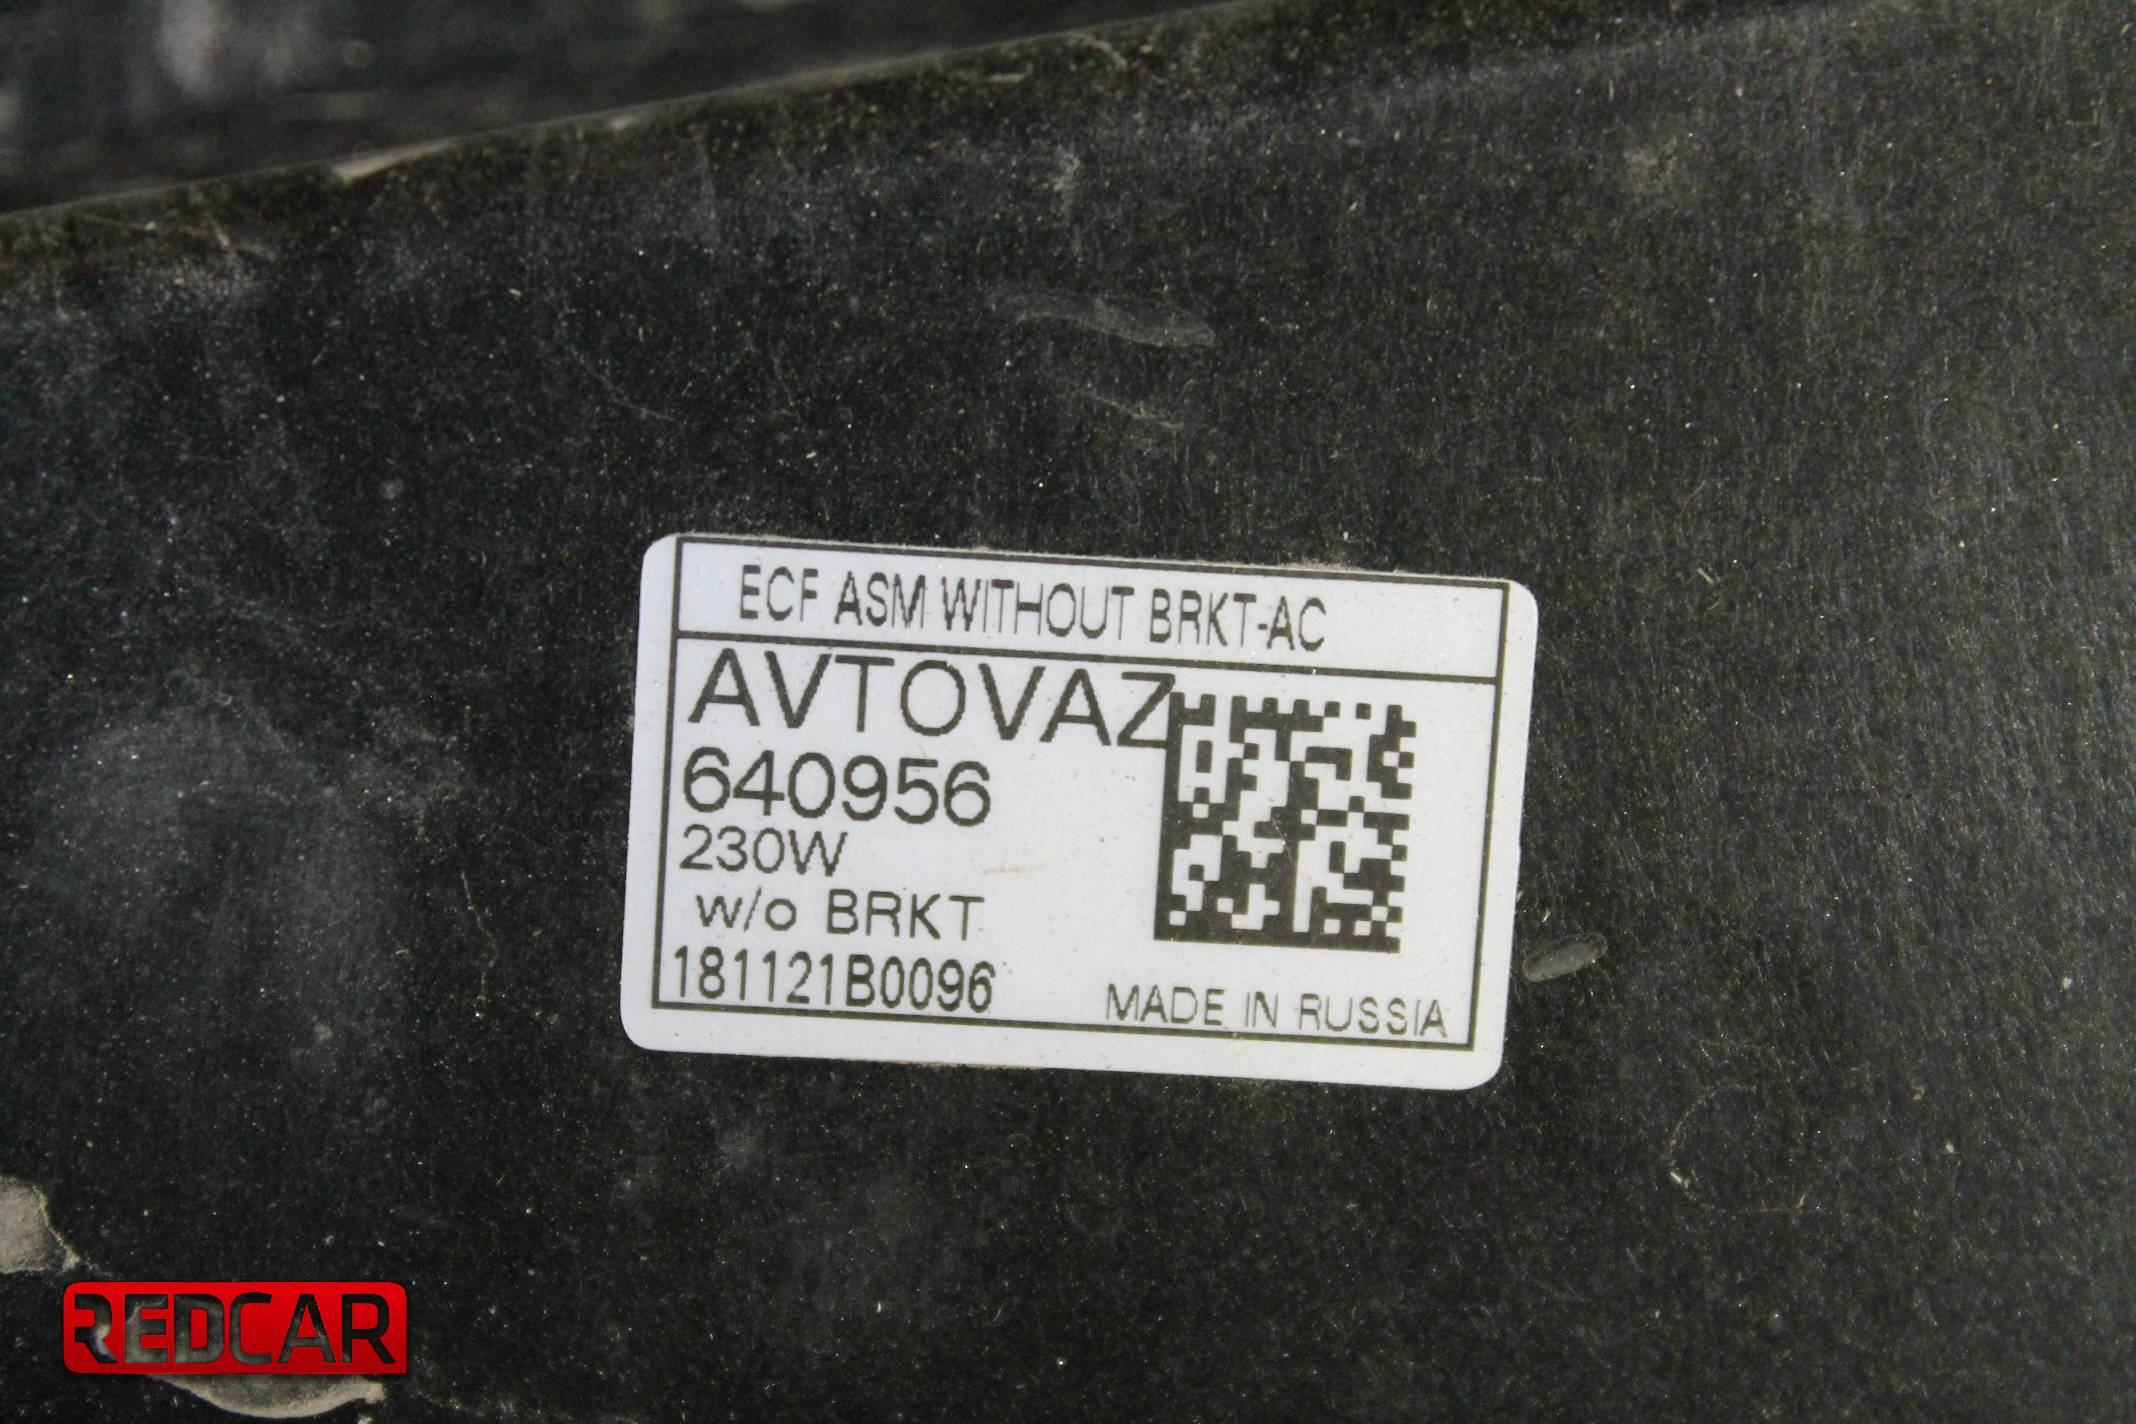 ECF ASM WITHOUT BRKT-AC
AVTOVAZ
640956
230W
w/o BRKT
181121B0096
MADE IN RUSSIA
REDCAR